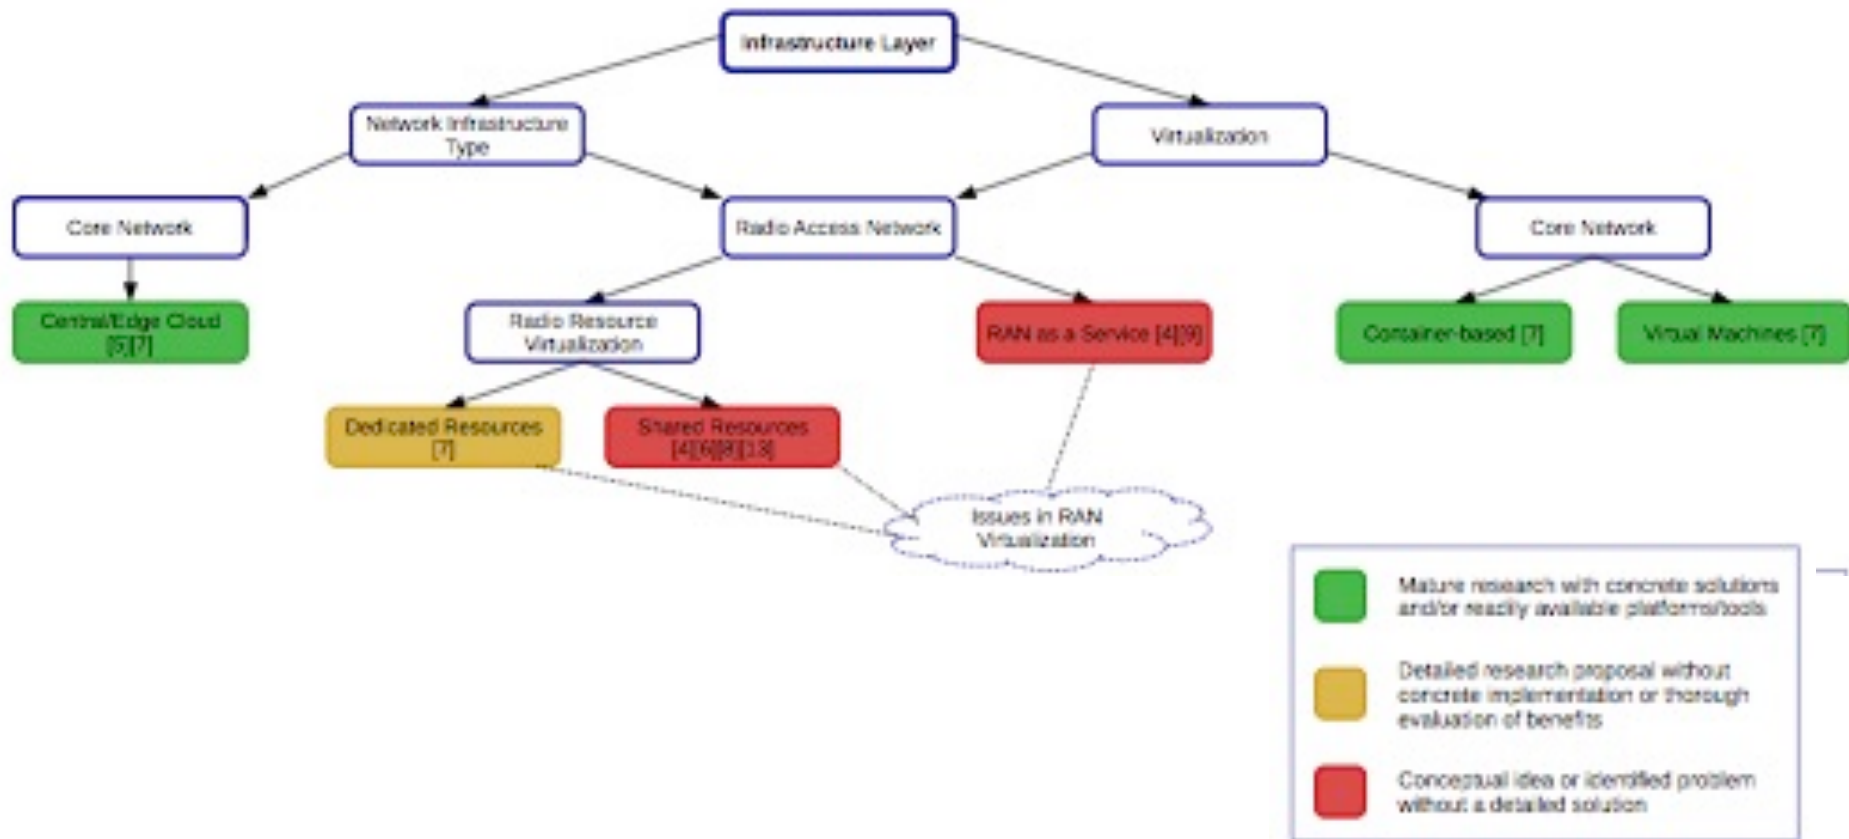 Infrastructure Layer
Network Infrastructure
Type
Virtualization
Core Network
Radio Access Network
Core Network
Central/Edge Cloud
[5][7]
Radio Resource
Virtualization
RAN as a Service [4][9]
Container-based [7]
Virtual Machines [7]
Dedicated Resources
[7]
Shared Resources
[4][6][8][13]
Issues in RAN
Virtualization
Mature research with concrete solutions
and/or readily available platforms/tools
Detailed research proposal without
concrete implementation or thorough
evaluation of benefits
Conceptual idea or identified problem
without a detailed solution